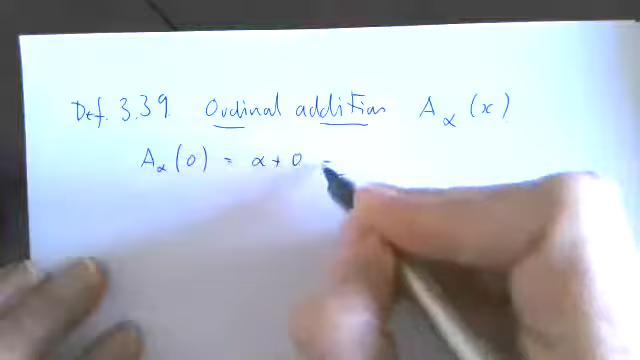 Def. 3.39 Ordinal addition A_α(x)
A_α(0) = α + 0 =